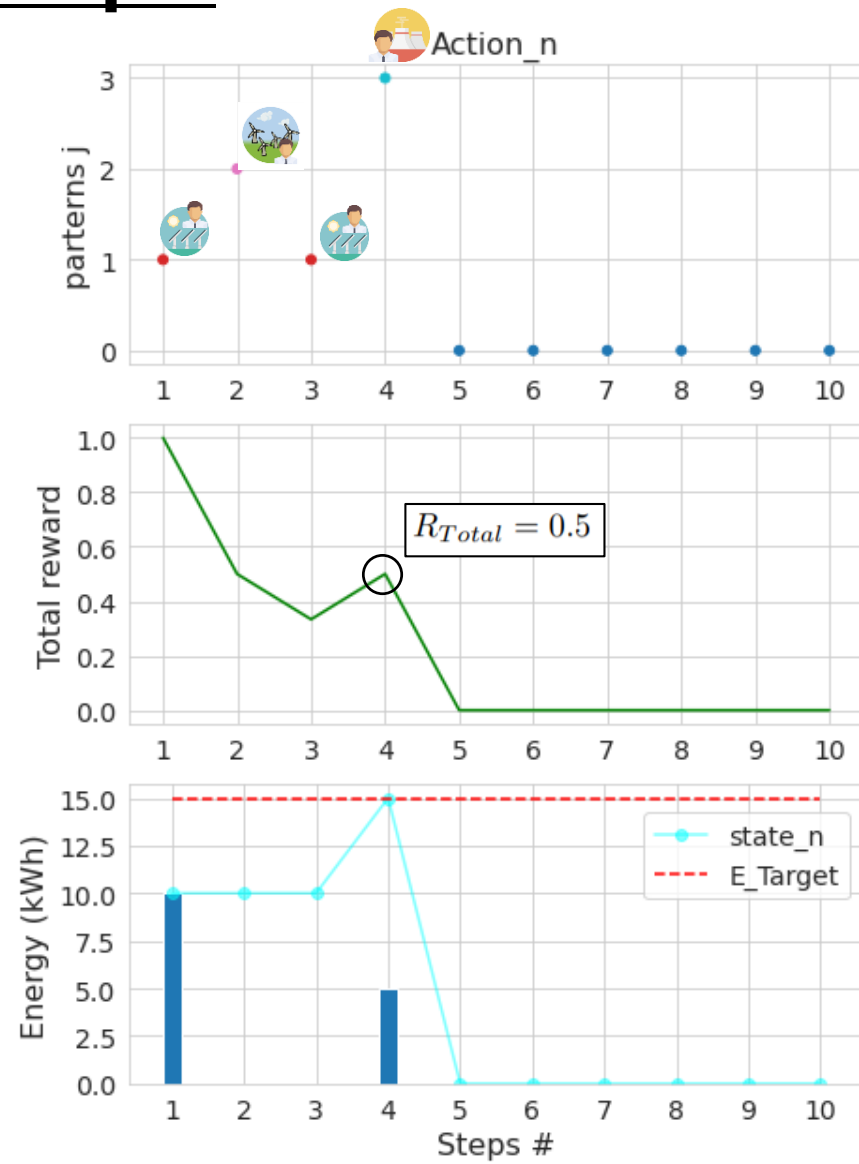 Action_n
parterns j
3
2
1
0
1 2 3 4 5 6 7 8 9 10
Total reward
1.0
0.8
0.6
0.4
0.2
0.0
R_{Total} = 0.5
1 2 3 4 5 6 7 8 9 10
Energy (kWh)
15.0
12.5
10.0
7.5
5.0
2.5
0.0
state_n
E_Target
1 2 3 4 5 6 7 8 9 10
Steps #